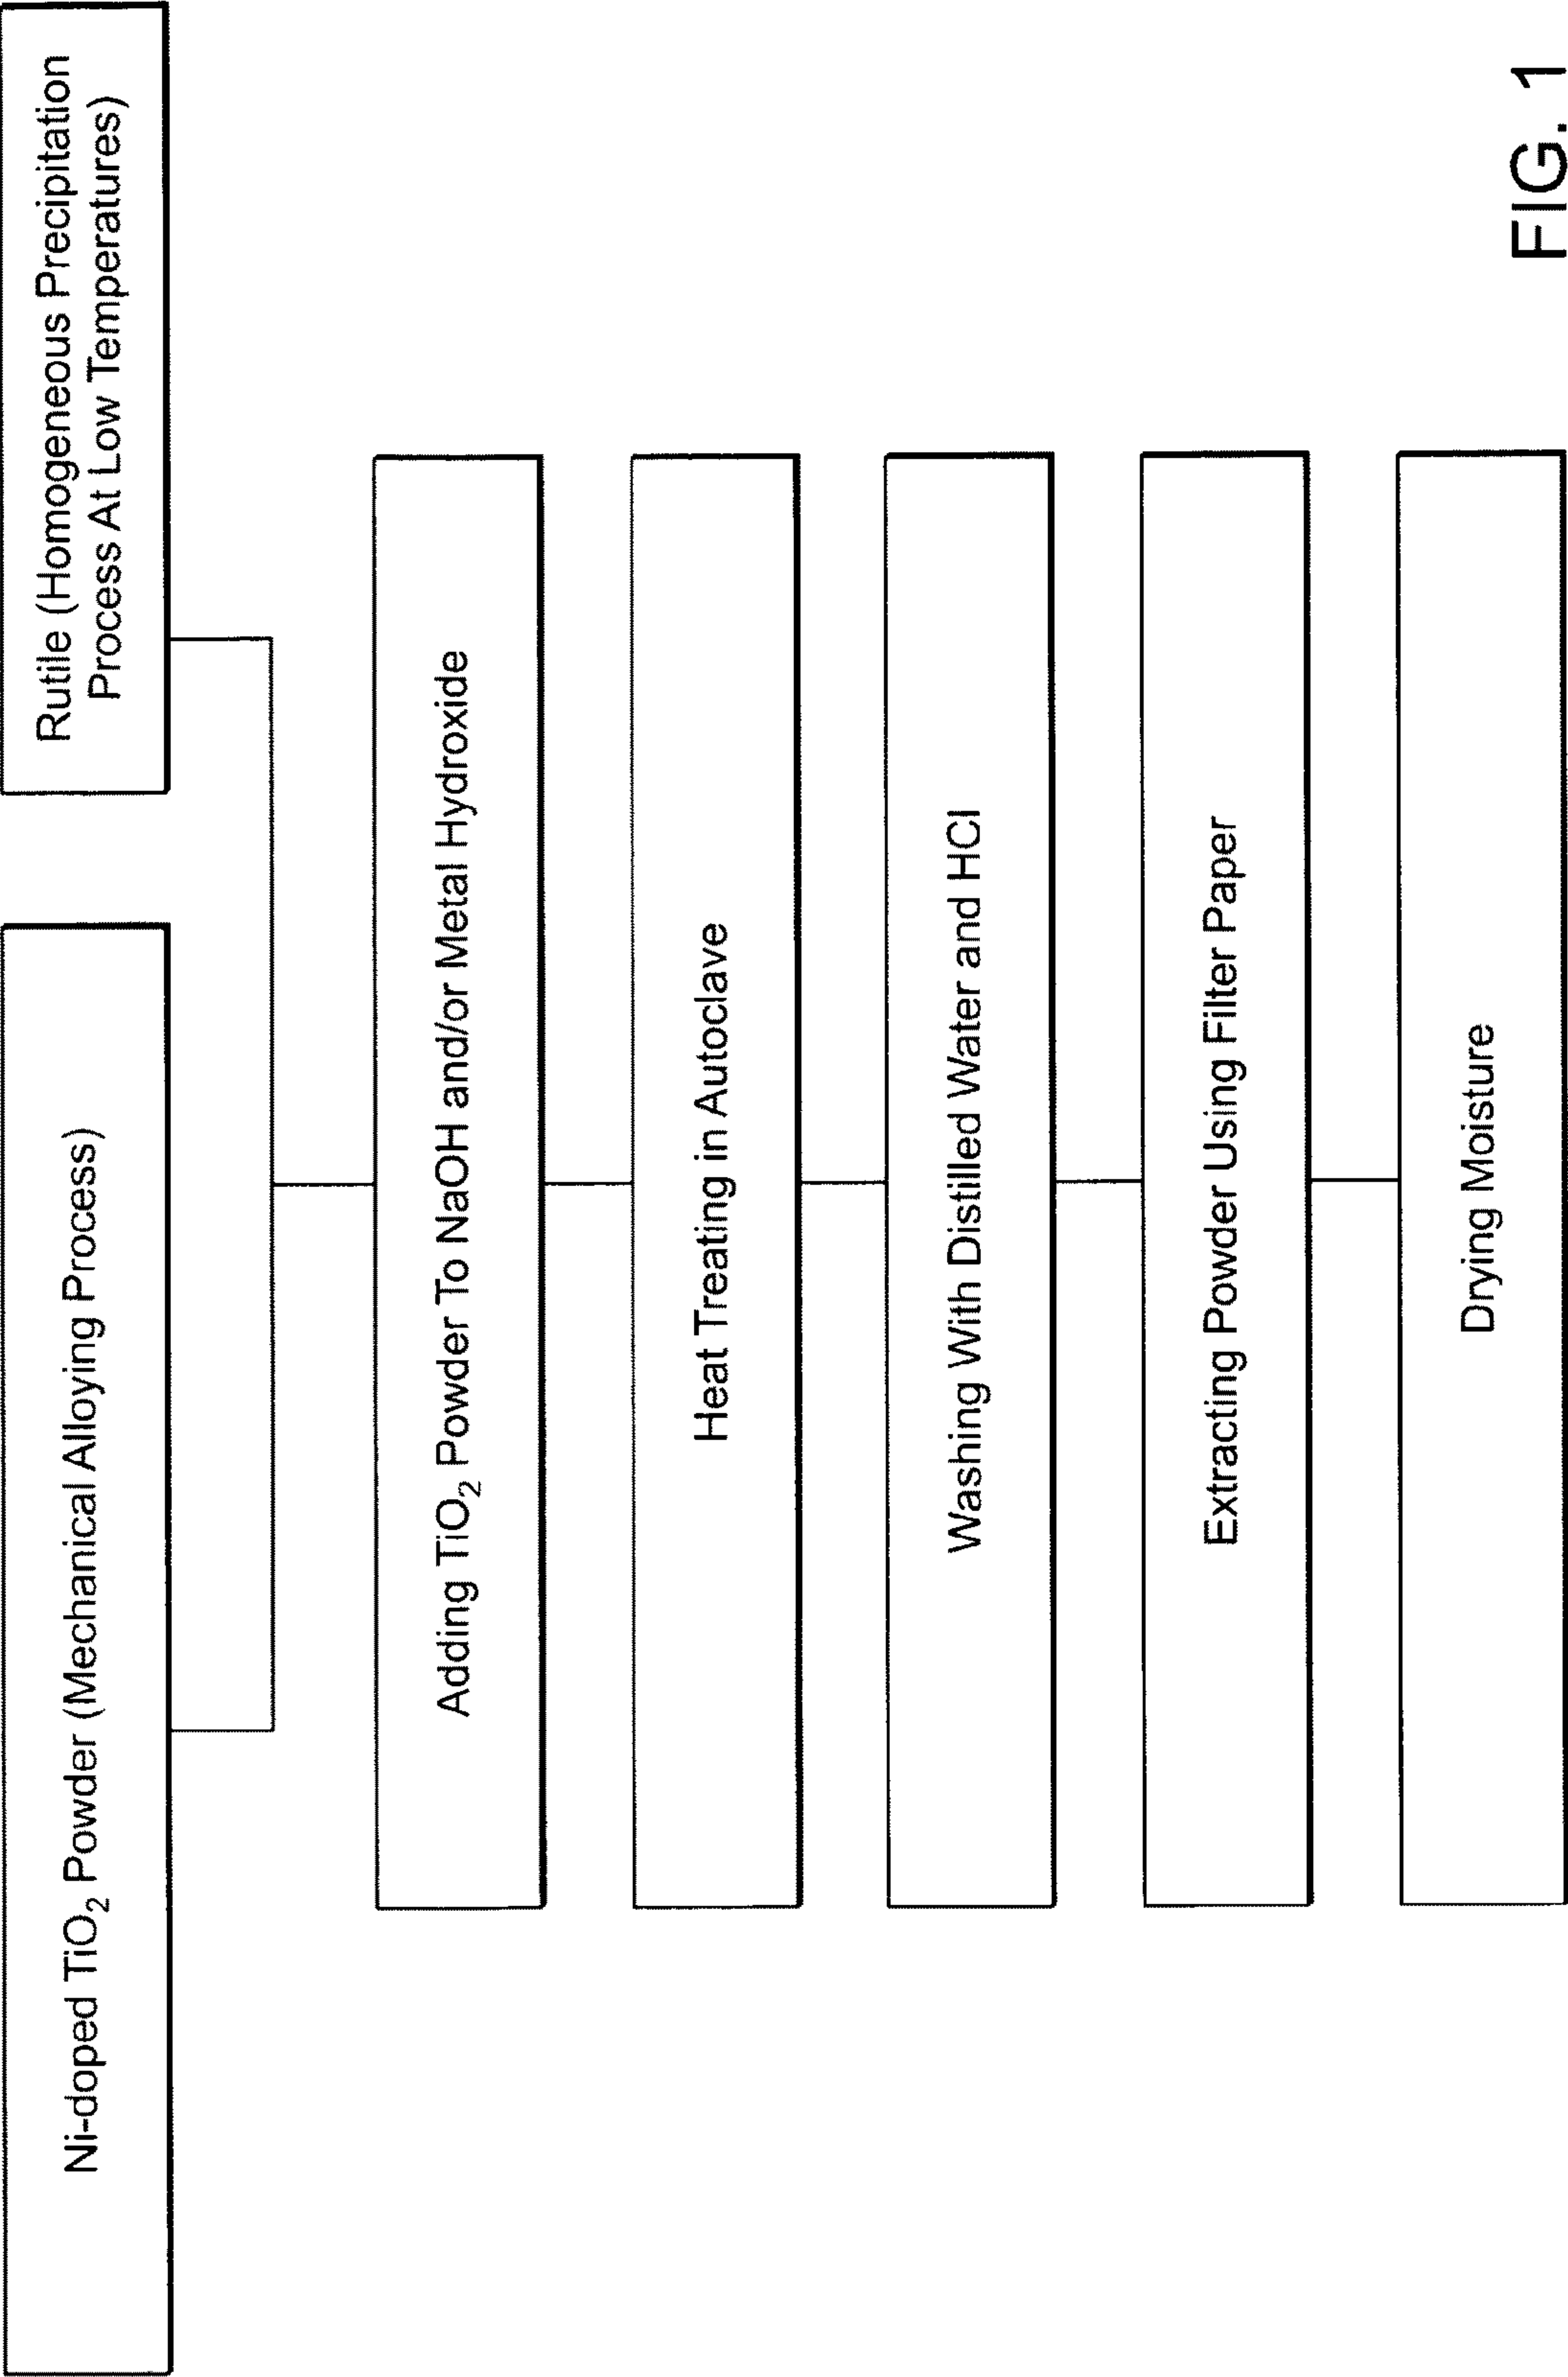 Ni-doped TiO₂ Powder (Mechanical Alloying Process)
Rutile (Homogeneous Precipitation
Process At Low Temperatures)
Adding TiO₂ Powder To NaOH and/or Metal Hydroxide
Heat Treating in Autoclave
Washing With Distilled Water and HCl
Extracting Powder Using Filter Paper
Drying Moisture
FIG. 1